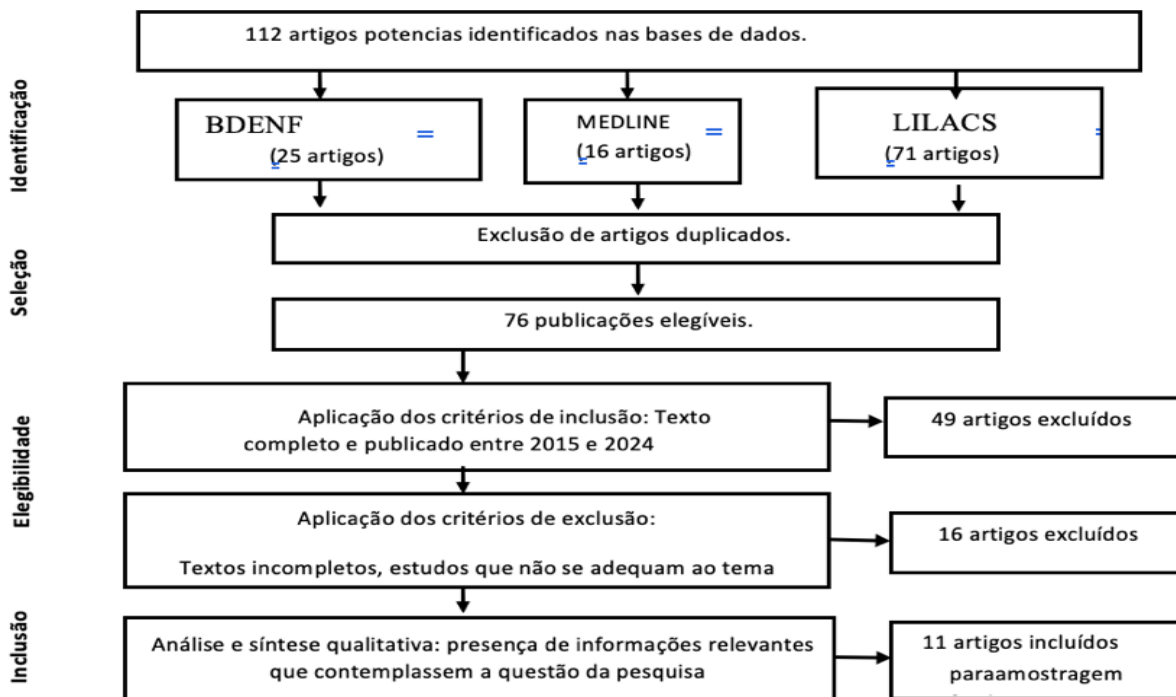 112 artigos potencias identificados nas bases de dados.
Identificação
BDENF
(25 artigos)
MEDLINE
(16 artigos)
LILACS
(71 artigos)
Seleção
Exclusão de artigos duplicados.
76 publicações elegíveis.
Elegibilidade
Aplicação dos critérios de inclusão: Texto
completo e publicado entre 2015 e 2024
49 artigos excluídos
Aplicação dos critérios de exclusão:
Textos incompletos, estudos que não se adequam ao tema
16 artigos excluídos
Inclusão
Análise e síntese qualitativa: presença de informações relevantes
que contemplassem a questão da pesquisa
11 artigos incluídos
paraamostragem